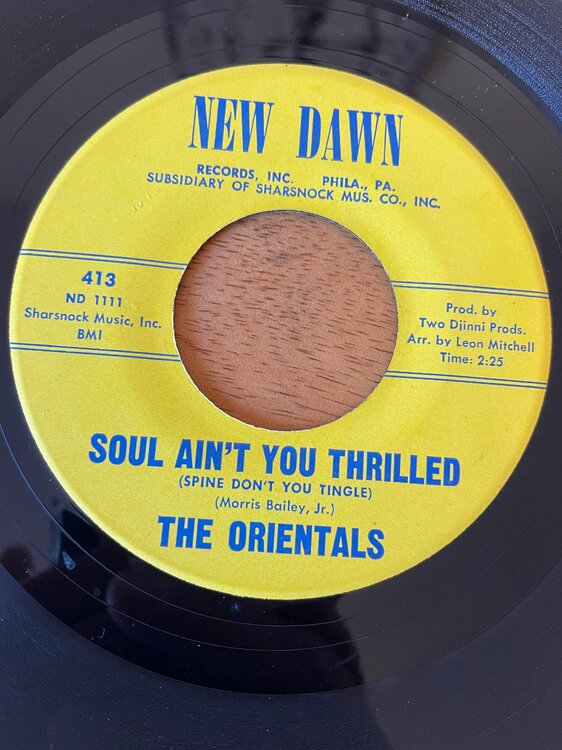 NEW DAWN
RECORDS, INC. PHILA., PA.
SUBSIDIARY OF SHARSNOCK MUS. CO., INC.
413
ND 1111
Sharsnock Music, Inc.
BMI
Prod. by
Two Djinni Prods.
Arr. by Leon Mitchell
Time: 2:25
SOUL AIN'T YOU THRILLED
(SPINE DON'T YOU TINGLE)
(Morris Bailey, Jr.)
THE ORIENTALS